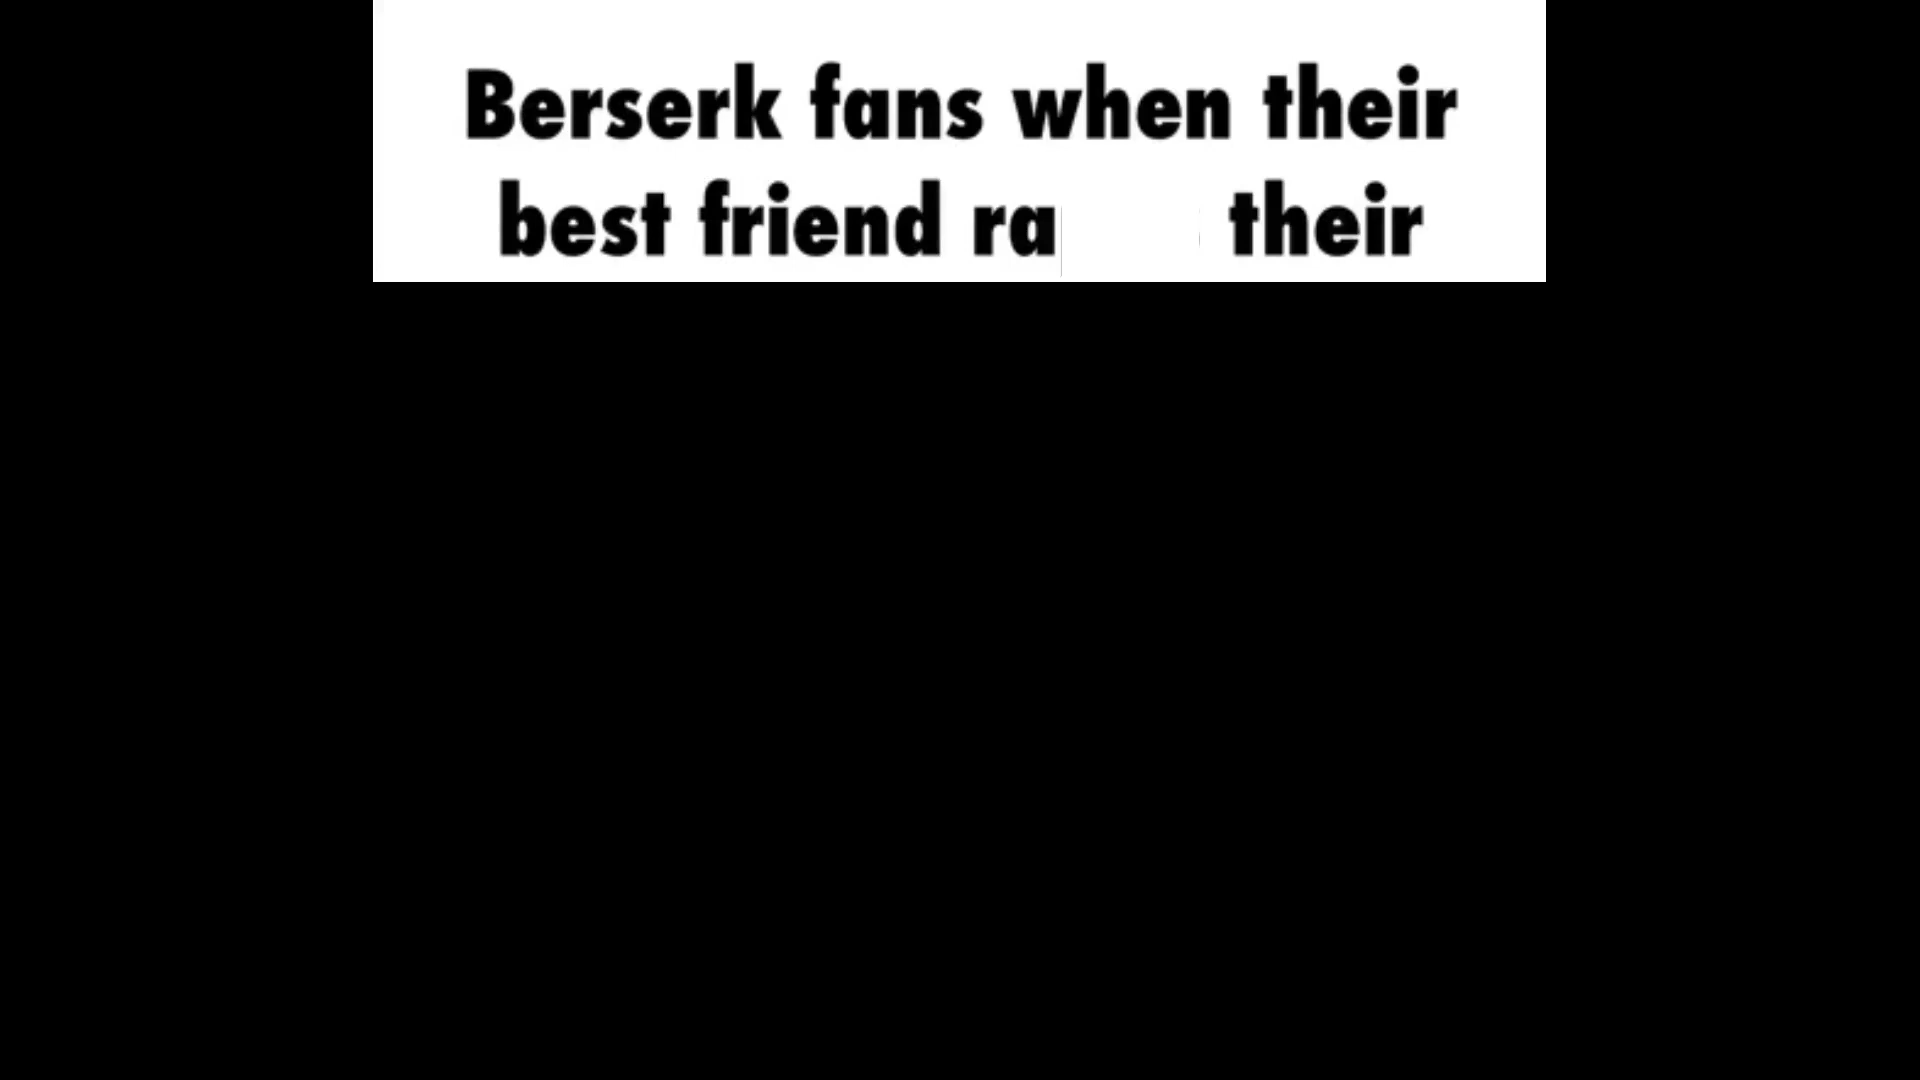 Berserk fans when their
best friend ra their